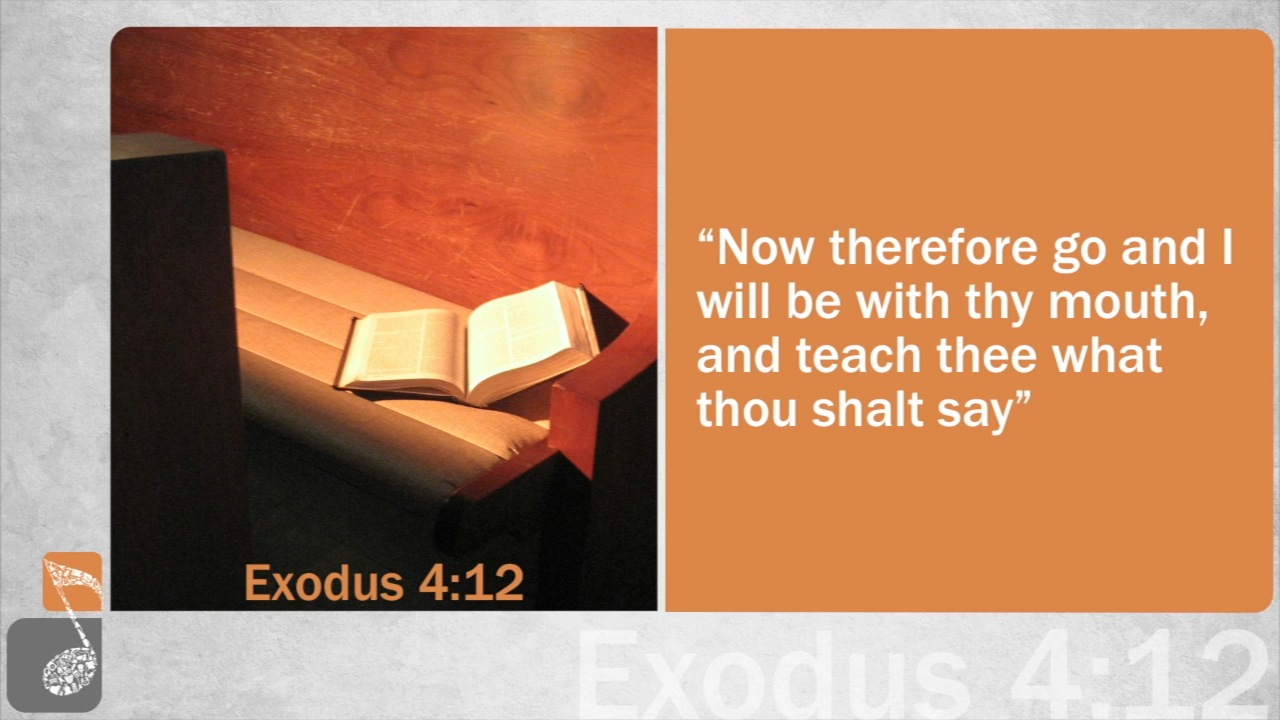 “Now therefore go and I
will be with thy mouth,
and teach thee what
thou shalt say”
Exodus 4:12
Exodus 4:12